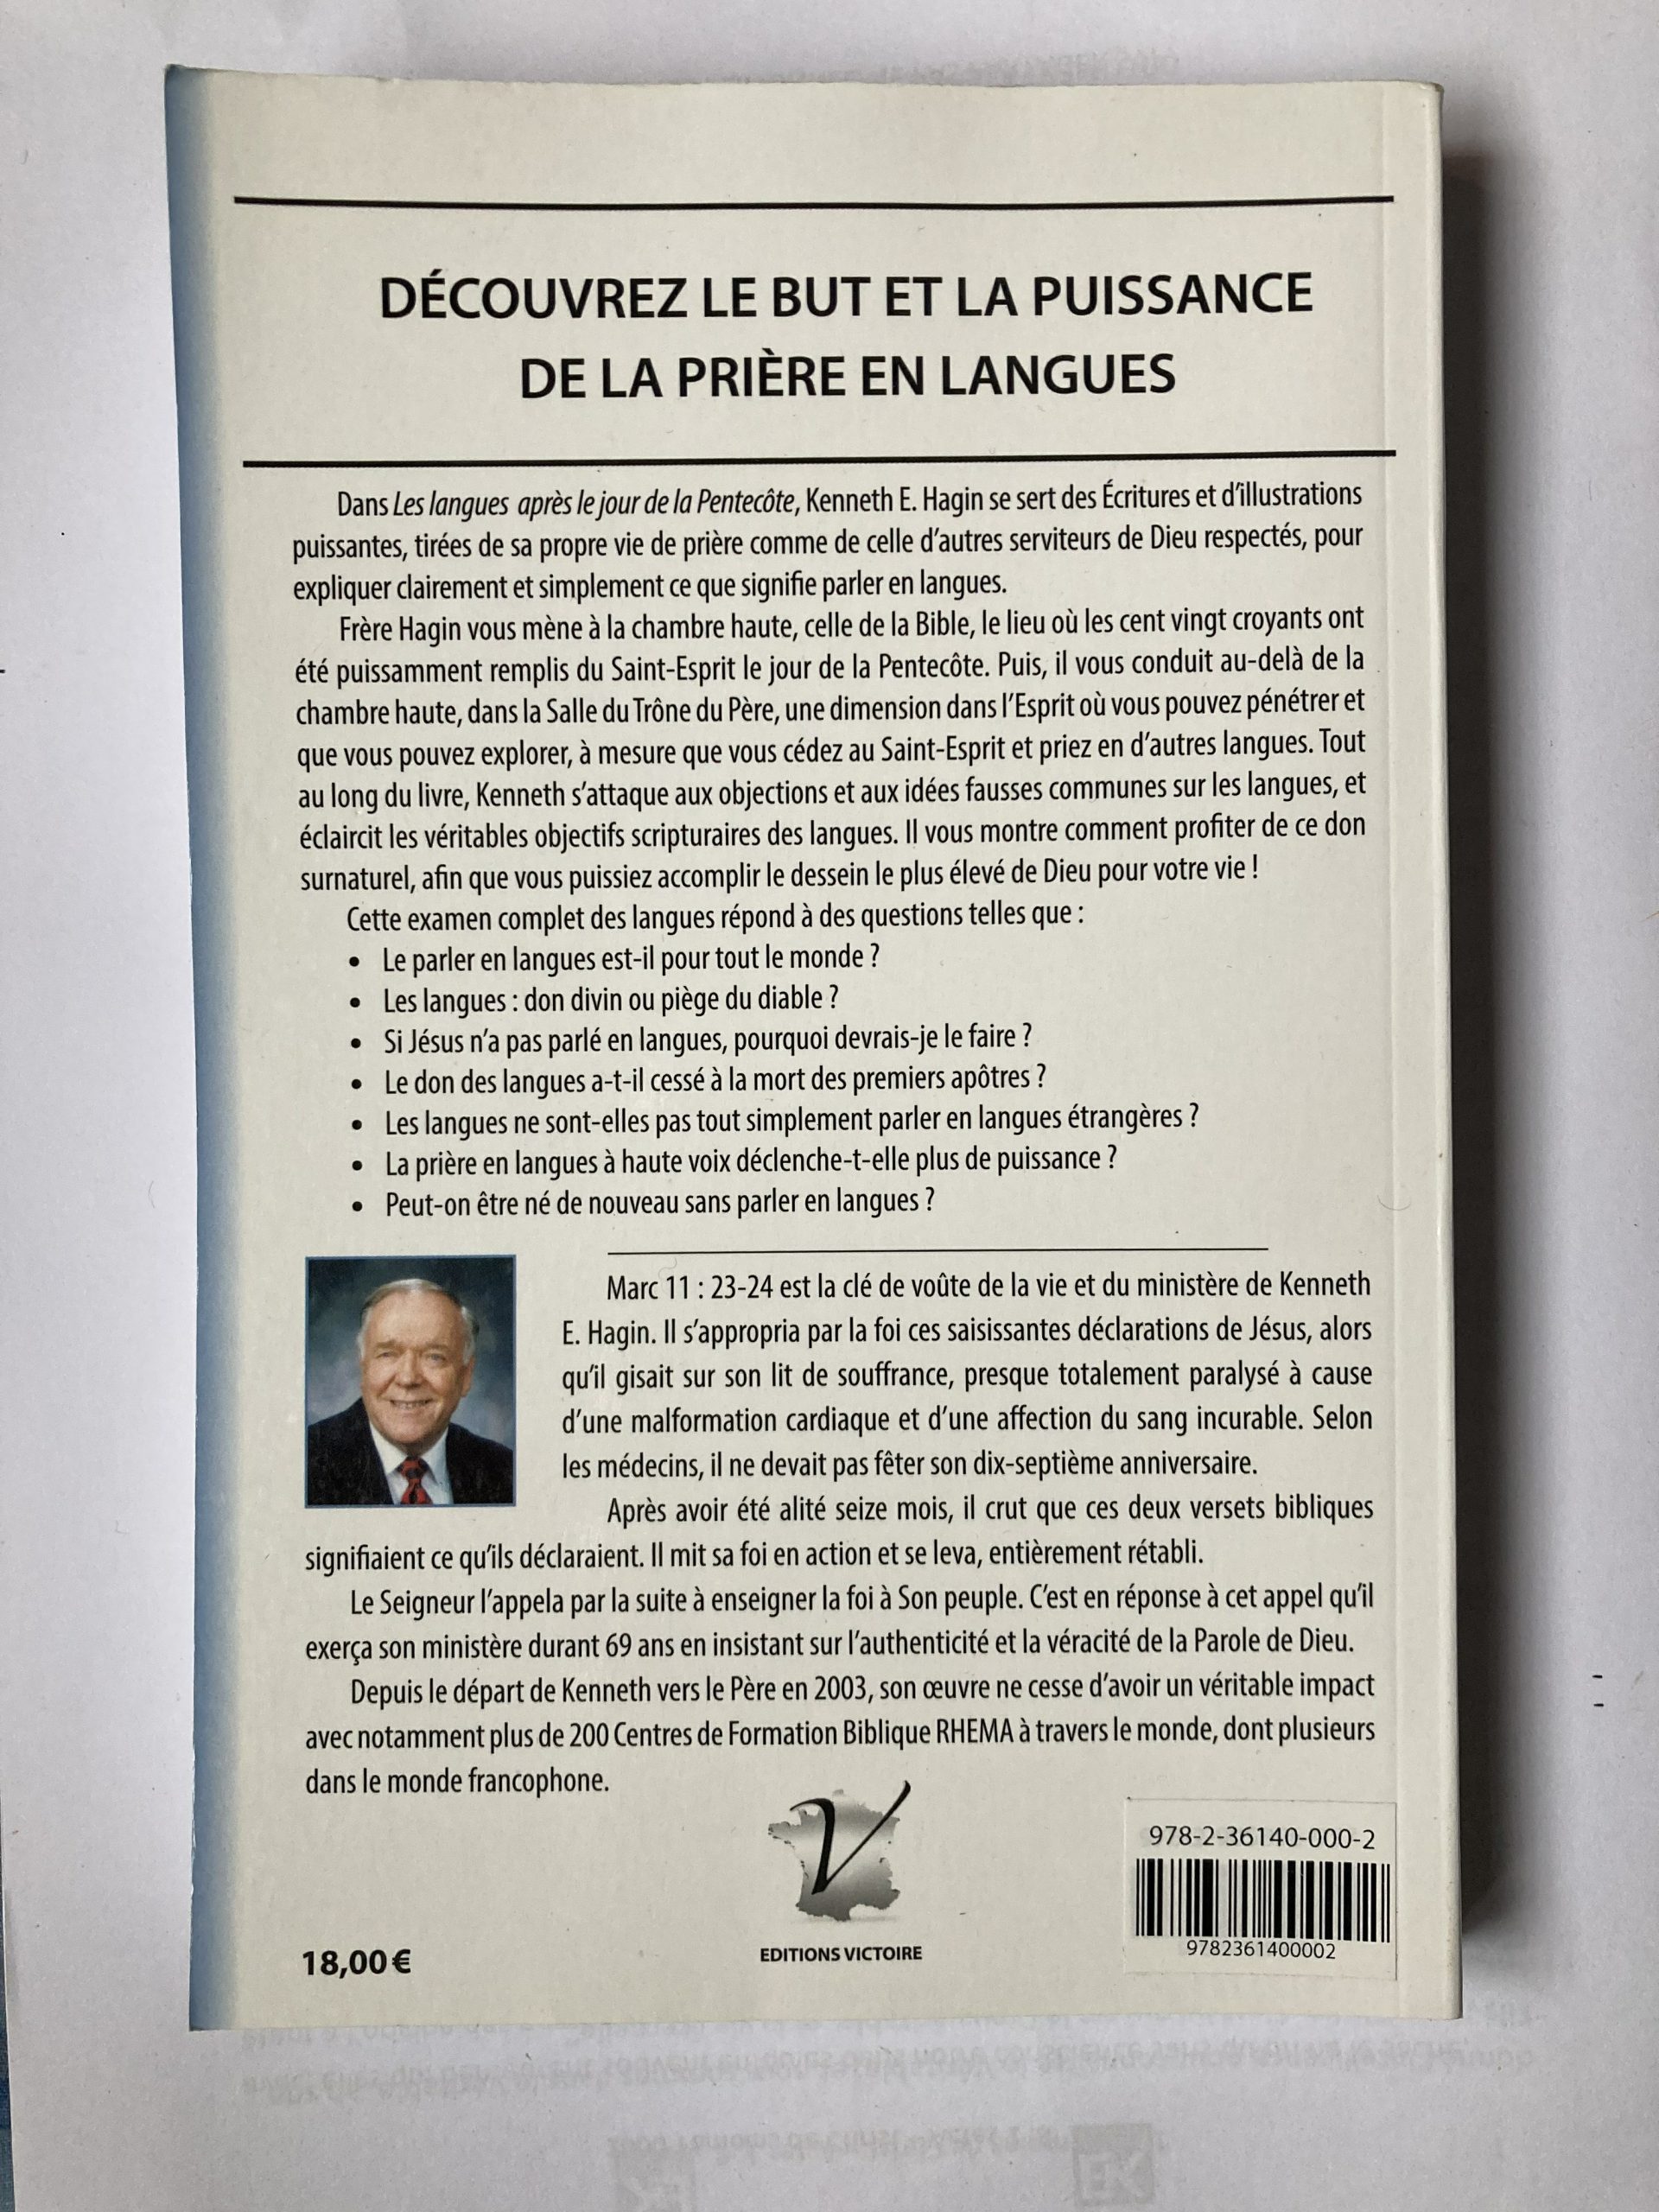 DÉCOUVREZ LE BUT ET LA PUISSANCE
DE LA PRIÈRE EN LANGUES
Dans Les langues après le jour de la Pentecôte, Kenneth E. Hagin se sert des Écritures et d'illustrations
puissantes, tirées de sa propre vie de prière comme de celle d'autres serviteurs de Dieu respectés, pour
expliquer clairement et simplement ce que signifie parler en langues.
Frère Hagin vous mène à la chambre haute, celle de la Bible, le lieu où les cent vingt croyants ont
été puissamment remplis du Saint-Esprit le jour de la Pentecôte. Puis, il vous conduit au-delà de la
chambre haute, dans la Salle du Trône du Père, une dimension dans l'Esprit où vous pouvez pénétrer et
que vous pouvez explorer, à mesure que vous cédez au Saint-Esprit et priez en d'autres langues. Tout
au long du livre, Kenneth s'attaque aux objections et aux idées fausses communes sur les langues, et
éclaircit les véritables objectifs scripturaires des langues. Il vous montre comment profiter de ce don
surnaturel, afin que vous puissiez accomplir le dessein le plus élevé de Dieu pour votre vie !
Cette examen complet des langues répond à des questions telles que :
• Le parler en langues est-il pour tout le monde ?
• Les langues : don divin ou piège du diable ?
• Si Jésus n'a pas parlé en langues, pourquoi devrais-je le faire ?
• Le don des langues a-t-il cessé à la mort des premiers apôtres ?
• Les langues ne sont-elles pas tout simplement parler en langues étrangères ?
• La prière en langues à haute voix déclenche-t-elle plus de puissance ?
• Peut-on être né de nouveau sans parler en langues ?
Marc 11 : 23-24 est la clé de voûte de la vie et du ministère de Kenneth
E. Hagin. Il s'appropria par la foi ces saisissantes déclarations de Jésus, alors
qu'il gisait sur son lit de souffrance, presque totalement paralysé à cause
d'une malformation cardiaque et d'une affection du sang incurable. Selon
les médecins, il ne devait pas fêter son dix-septième anniversaire.
Après avoir été alité seize mois, il crut que ces deux versets bibliques
signifiaient ce qu'ils déclaraient. Il mit sa foi en action et se leva, entièrement rétabli.
Le Seigneur l'appela par la suite à enseigner la foi à Son peuple. C'est en réponse à cet appel qu'il
exerça son ministère durant 69 ans en insistant sur l'authenticité et la véracité de la Parole de Dieu.
Depuis le départ de Kenneth vers le Père en 2003, son œuvre ne cesse d'avoir un véritable impact
avec notamment plus de 200 Centres de Formation Biblique RHEMA à travers le monde, dont plusieurs
dans le monde francophone.
V
EDITIONS VICTOIRE
18,00 €
978-2-36140-000-2
9782361400002